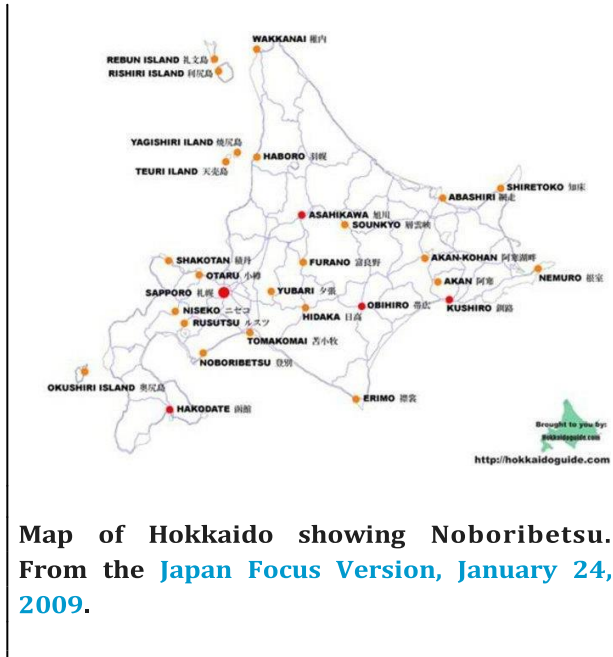 WAKKANAI 稚内
REBUN ISLAND 礼文島
RISHIRI ISLAND 利尻島
YAGISHIRI ILAND 焼尻島
HABORO 羽幌
TEURI ILAND 天売島
SHIRETOKO 知床
ABASHIRI 網走
ASAHIKAWA 旭川
SOUNKYO 層雲峡
SHAKOTAN 積丹
FURANO 富良野
AKAN-KOHAN 阿寒湖畔
OTARU 小樽
NEMURO 根室
AKAN 阿寒
SAPPORO 札幌
YUBARI 夕張
OBIHIRO 帯広
KUSHIRO 釧路
NISEKO ニセコ
HIDAKA 日高
RUSUTSU ルスツ
TOMAKOMAI 苫小牧
NOBORIBETSU 登別
OKUSHIRI ISLAND 奥尻島
ERIMO 襟裳
HAKODATE 函館
Brought to you by:
Hokkaidoguide.com
http://hokkaidoguide.com
Map of Hokkaido showing Noboribetsu.
From the Japan Focus Version, January 24,
2009.